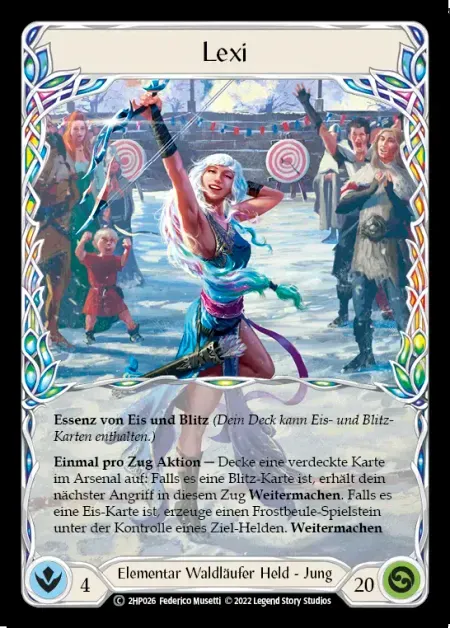 Lexi
Essenz von Eis und Blitz (Dein Deck kann Eis- und Blitz-
Karten enthalten.)
Einmal pro Zug Aktion — Decke eine verdeckte Karte
im Arsenal auf: Falls es eine Blitz-Karte ist, erhält dein
nächster Angriff in diesem Zug Weitermachen. Falls es
eine Eis-Karte ist, erzeuge einen Frostbeule-Spielstein
unter der Kontrolle eines Ziel-Helden. Weitermachen
4
Elementar Waldläufer Held - Jung
20
C 2HP026 Federico Musetti © 2022 Legend Story Studios